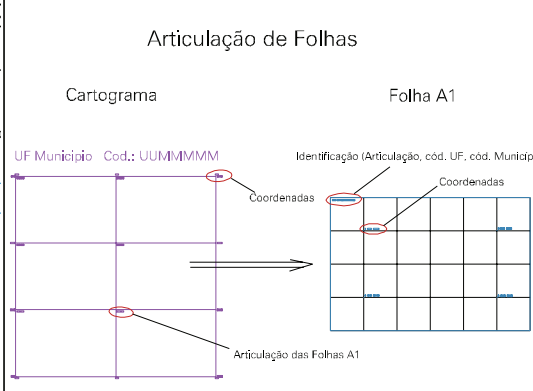 Articulação de Folhas
Cartograma
Folha A1
UF Municipio Cod.: UUMMMMM
Identificação (Articulação, cód. UF, cód. Municíp
Coordenadas
Coordenadas
Articulação das Folhas A1